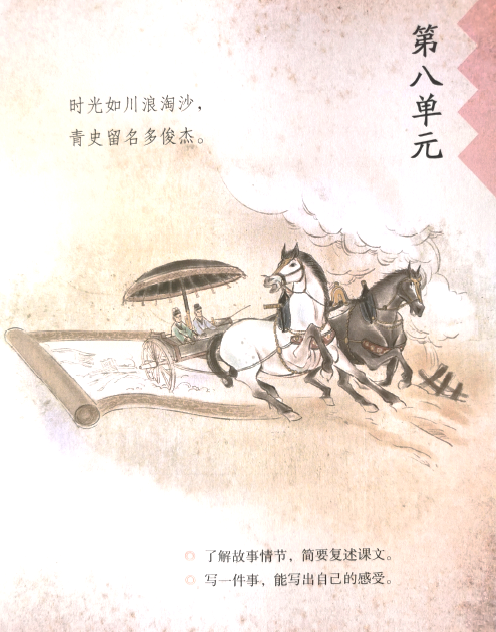 第八单元
时光如川浪淘沙，
青史留名多俊杰。
了解故事情节，简要复述课文。
写一件事，能写出自己的感受。